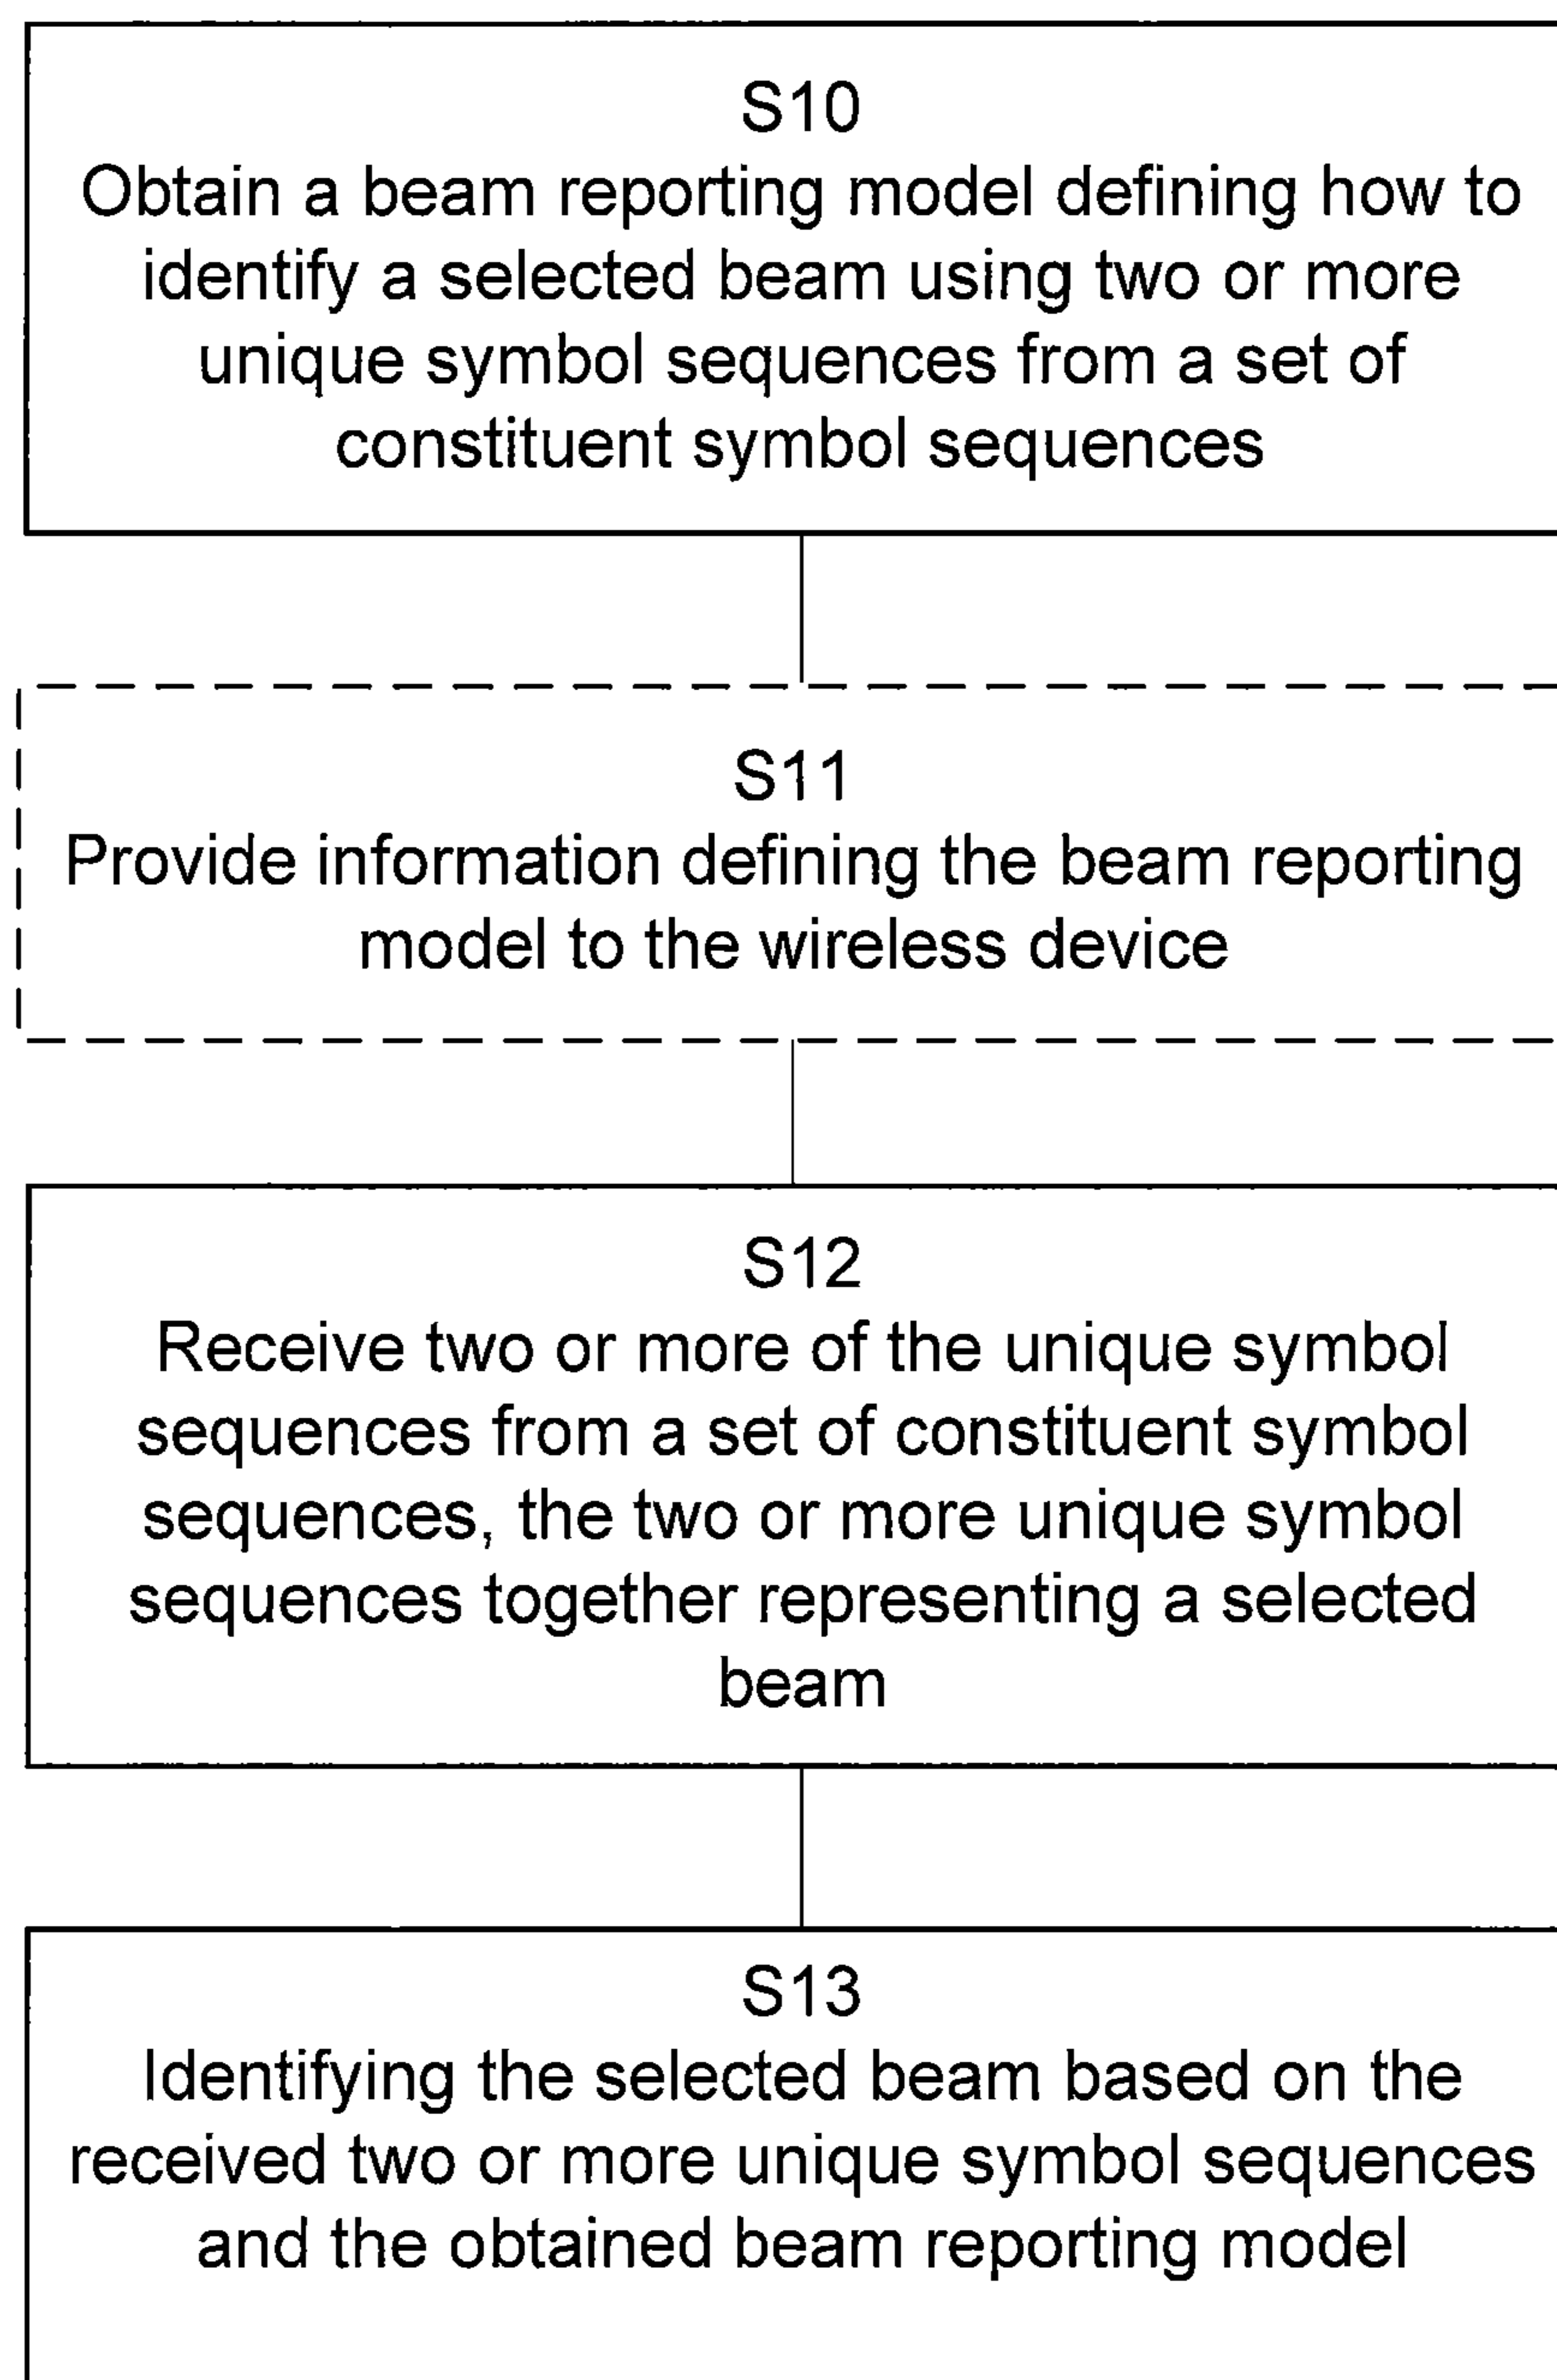 S10
Obtain a beam reporting model defining how to
identify a selected beam using two or more
unique symbol sequences from a set of
constituent symbol sequences
S11
Provide information defining the beam reporting
model to the wireless device
S12
Receive two or more of the unique symbol
sequences from a set of constituent symbol
sequences, the two or more unique symbol
sequences together representing a selected
beam
S13
Identifying the selected beam based on the
received two or more unique symbol sequences
and the obtained beam reporting model